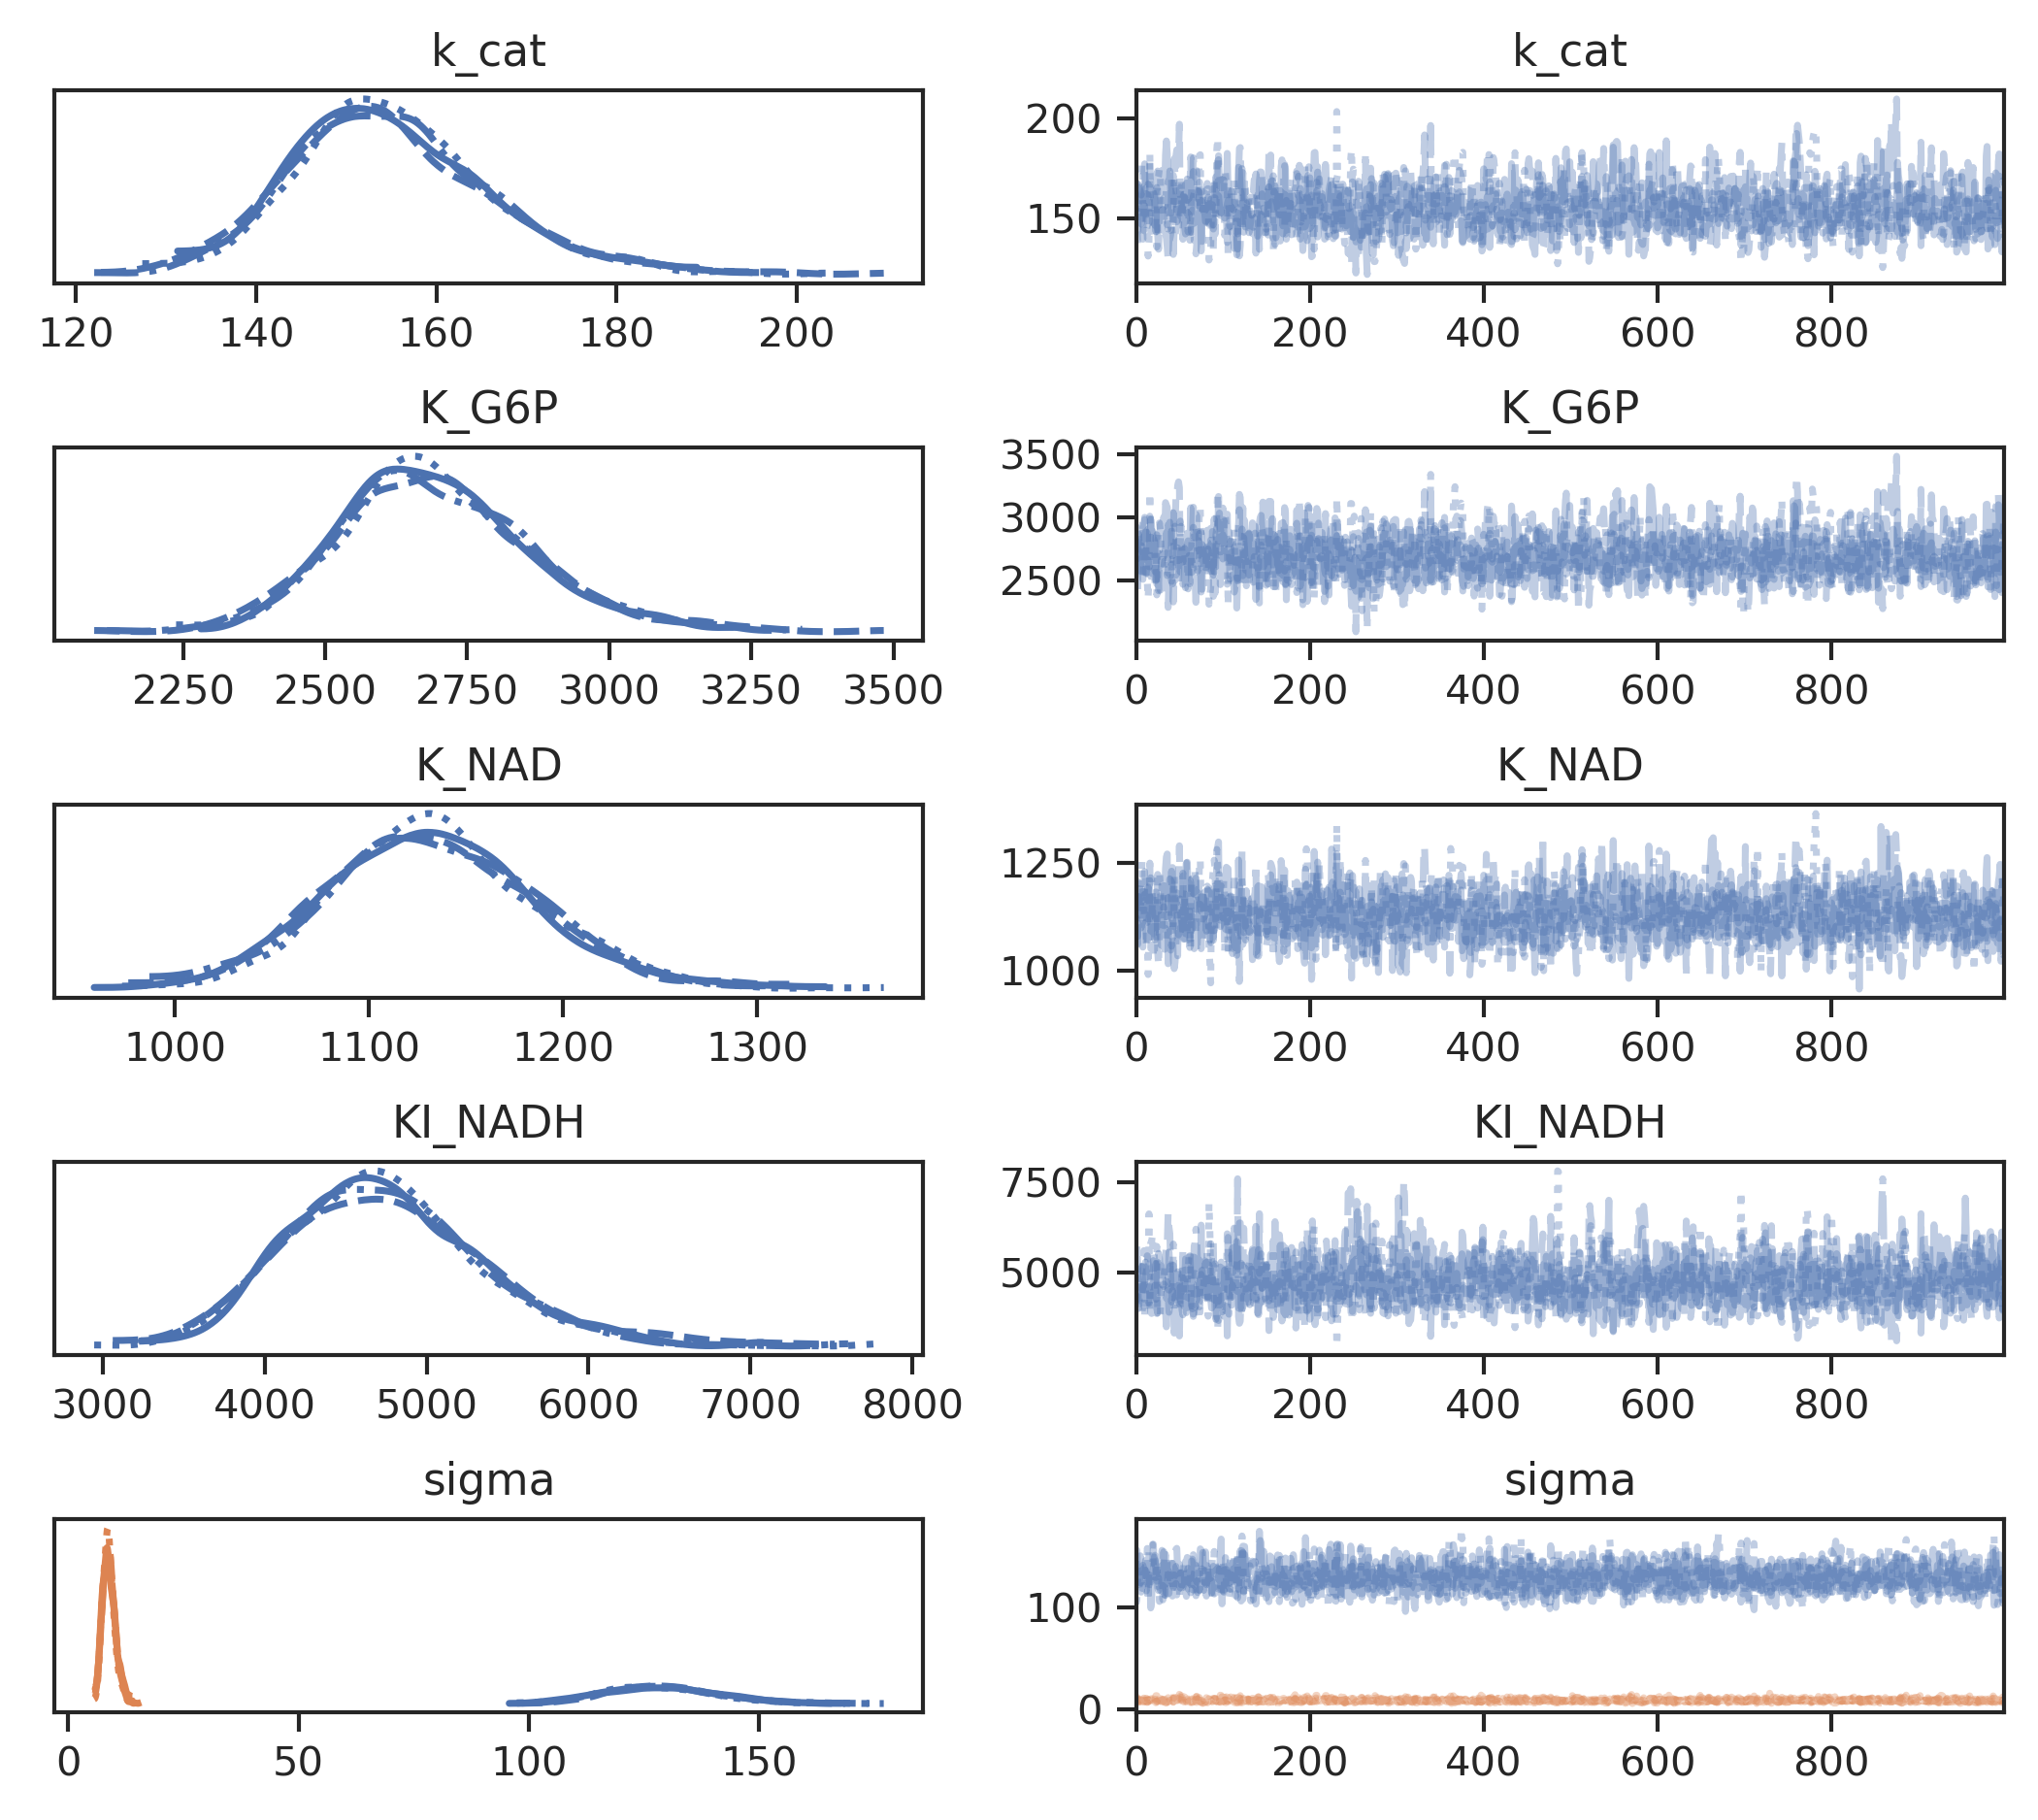 k_cat k_cat
200
150
120 140 160 180 200 0 200 400 600 800
K_G6P K_G6P
3500
3000
2500
2250 2500 2750 3000 3250 3500 0 200 400 600 800
K_NAD K_NAD
1250
1000
1000 1100 1200 1300 0 200 400 600 800
KI_NADH KI_NADH
7500
5000
3000 4000 5000 6000 7000 8000 0 200 400 600 800
sigma sigma
100
0
0 50 100 150 0 200 400 600 800